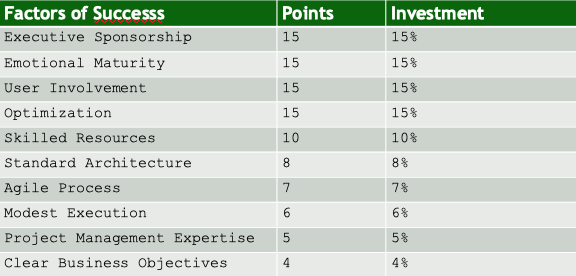 Factors of Successs Points Investment
Executive Sponsorship 15 15%
Emotional Maturity 15 15%
User Involvement 15 15%
Optimization 15 15%
Skilled Resources 10 10%
Standard Architecture 8 8%
Agile Process 7 7%
Modest Execution 6 6%
Project Management Expertise 5 5%
Clear Business Objectives 4 4%